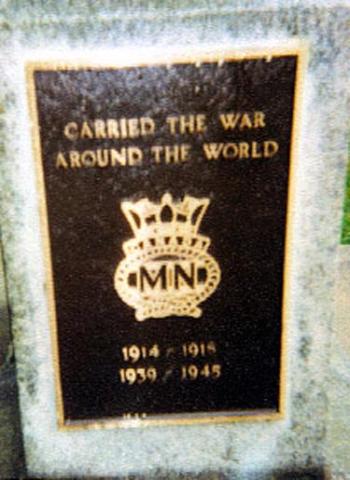 CARRIED THE WAR
AROUND THE WORLD
MN
1914 / 1918
1939 / 1945